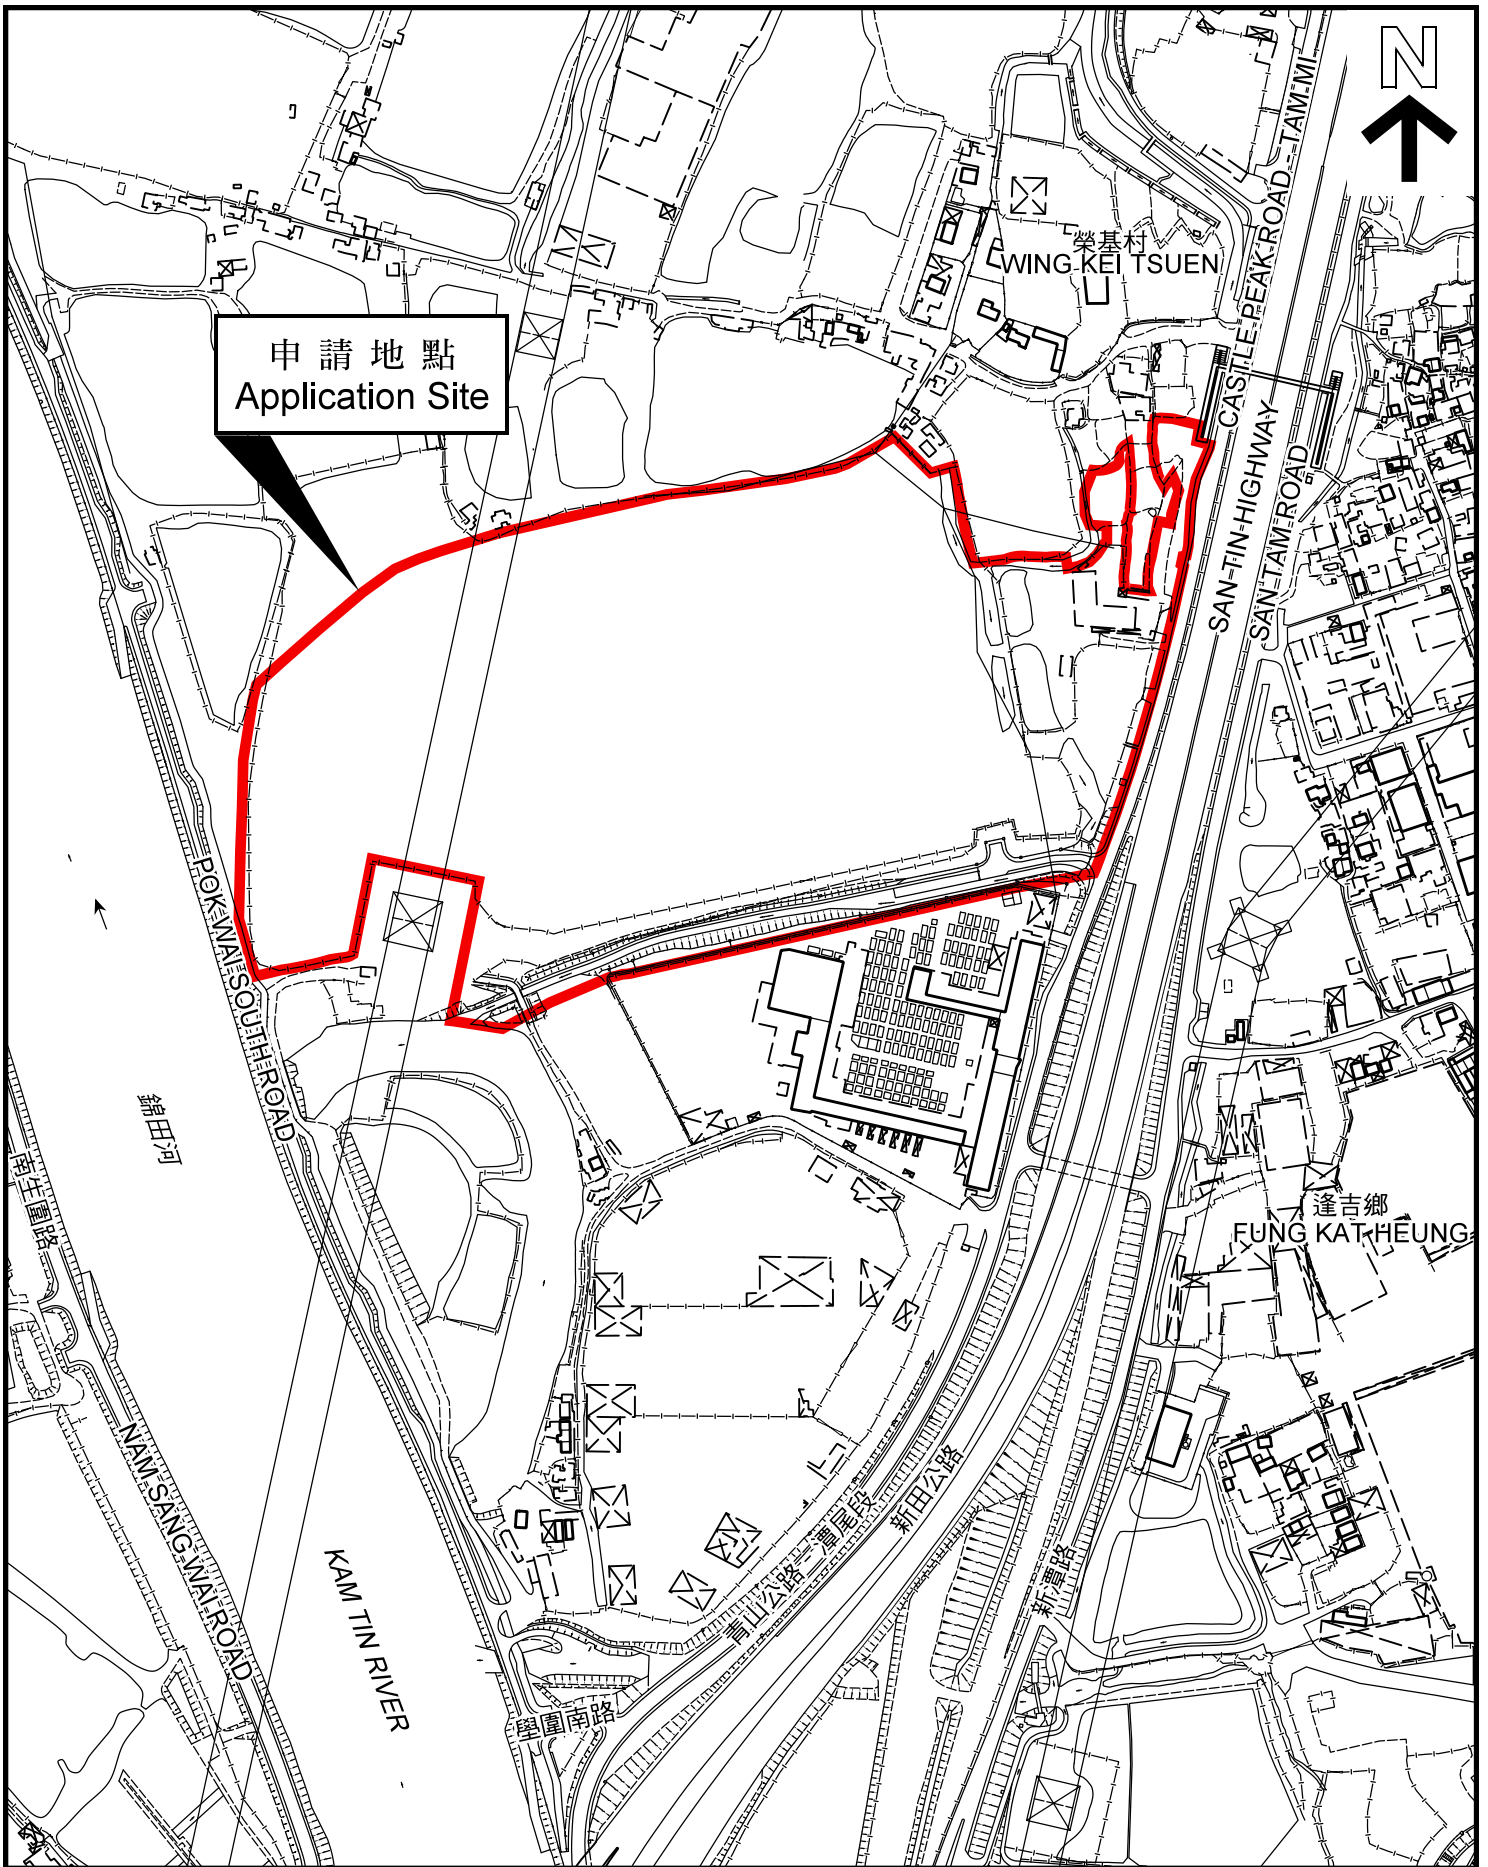 N
榮基村
WING KEI TSUEN
CASTLE PEAK ROAD - TAM MI
申請地點
Application Site
SAN TIN HIGHWAY
SAN TAM ROAD
POK WAI SOUTH ROAD
錦田河
南生圍路
逢吉鄉
FUNG KAT HEUNG
NAM SANG WAI ROAD
KAM TIN RIVER
新田公路
青山公路-潭尾段
新潭路
壆圍南路